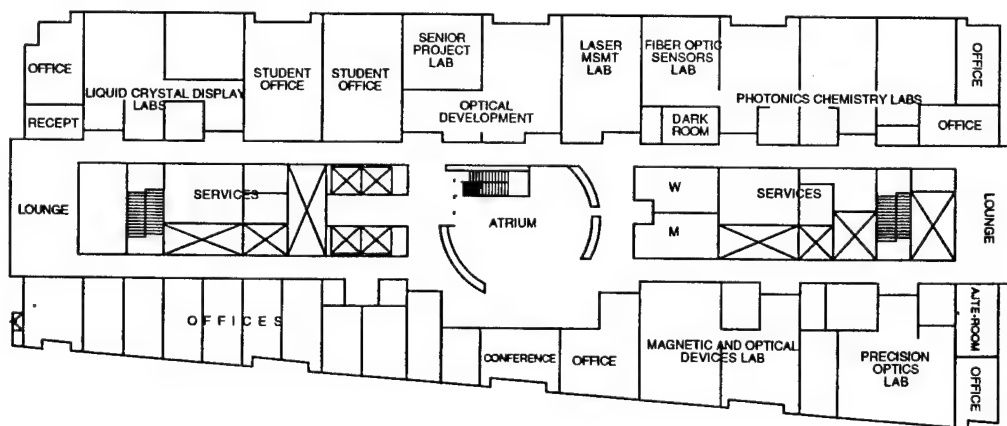 SENIOR
PROJECT LAB
LASER
MSMT
LAB
FIBER OPTIC
SENSORS LAB
OFFICE
STUDENT
OFFICE
STUDENT
OFFICE
OFFICE
LIQUID CRYSTAL DISPLAY
LABS
OPTICAL
DEVELOPMENT
PHOTONICS CHEMISTRY LABS
RECEPT
DARK
ROOM
OFFICE
LOUNGE
SERVICES
ATRIUM
W
M
SERVICES
LOUNGE
OFFICES
CONFERENCE
OFFICE
MAGNETIC AND OPTICAL
DEVICES LAB
PRECISION
OPTICS
LAB
AJTE-ROOM
OFFICE